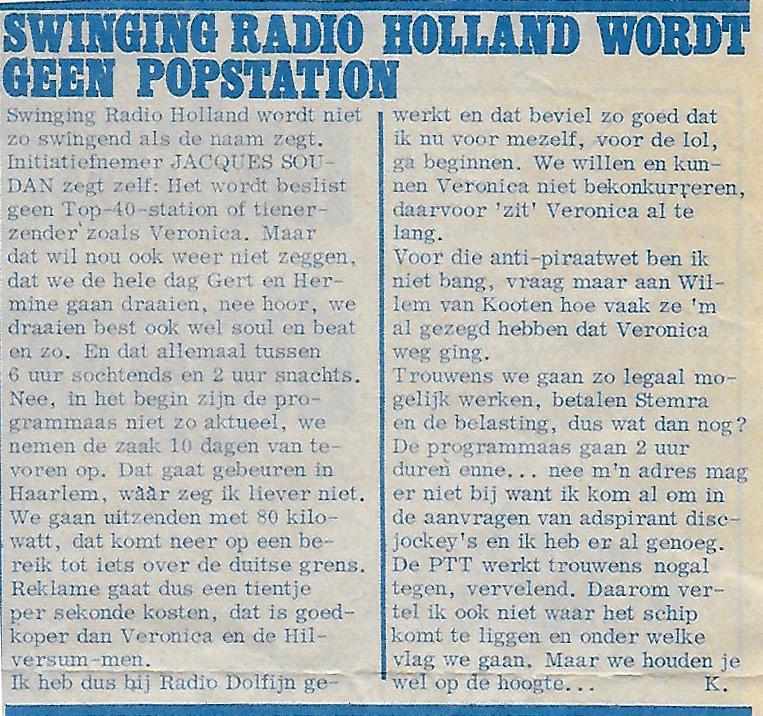 SWINGING RADIO HOLLAND WORDT
GEEN POPSTATION
Swinging Radio Holland wordt niet
zo swingend als de naam zegt.
Initiatiefnemer JACQUES SOU-
DAN zegt zelf: Het wordt beslist
geen Top-40-station of tiener-
zender zoals Veronica. Maar
dat wil nou ook weer niet zeggen,
dat we de hele dag Gert en Her-
mine gaan draaien, nee hoor, we
draaien best ook wel soul en beat
en zo. En dat allemaal tussen
6 uur sochtends en 2 uur snachts.
Nee, in het begin zijn de pro-
grammaas niet zo aktueel, we
nemen de zaak 10 dagen van te-
voren op. Dat gaat gebeuren in
Haarlem, wààr zeg ik liever niet.
We gaan uitzenden met 80 kilo-
watt, dat komt neer op een be-
reik tot iets over de duitse grens.
Reklame gaat dus een tientje
per sekonde kosten, dat is goed-
koper dan Veronica en de Hil-
versum-men.
Ik heb dus bij Radio Dolfijn ge-
werkt en dat beviel zo goed dat
ik nu voor mezelf, voor de lol,
ga beginnen. We willen en kun-
nen Veronica niet bekonkurreren,
daarvoor 'zit' Veronica al te
lang.
Voor die anti-piraatwet ben ik
niet bang, vraag maar aan Wil-
lem van Kooten hoe vaak ze 'm
al gezegd hebben dat Veronica
weg ging.
Trouwens we gaan zo legaal mo-
gelijk werken, betalen Stemra
en de belasting, dus wat dan nog?
De programmaas gaan 2 uur
duren enne... nee m'n adres mag
er niet bij want ik kom al om in
de aanvragen van adspirant disc-
jockey's en ik heb er al genoeg.
De PTT werkt trouwens nogal
tegen, vervelend. Daarom ver-
tel ik ook niet waar het schip
komt te liggen en onder welke
vlag we gaan. Maar we houden je
wel op de hoogte... K.